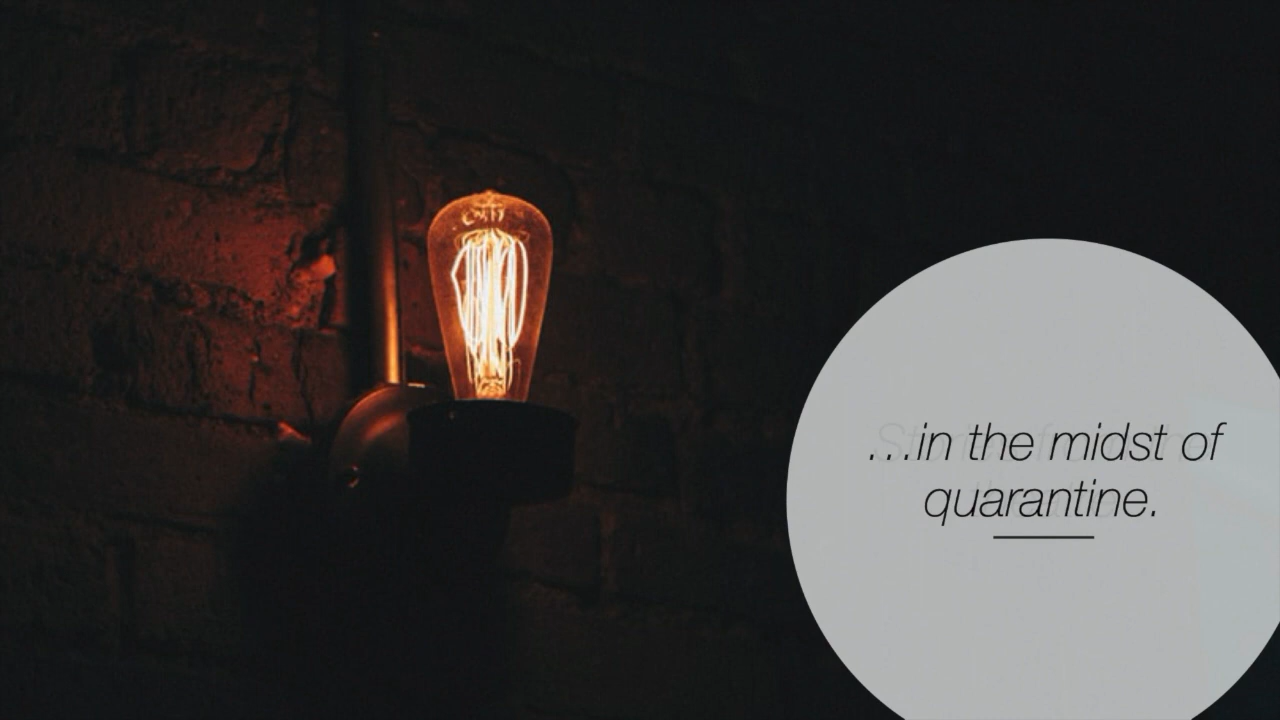 …in the midst of
quarantine.